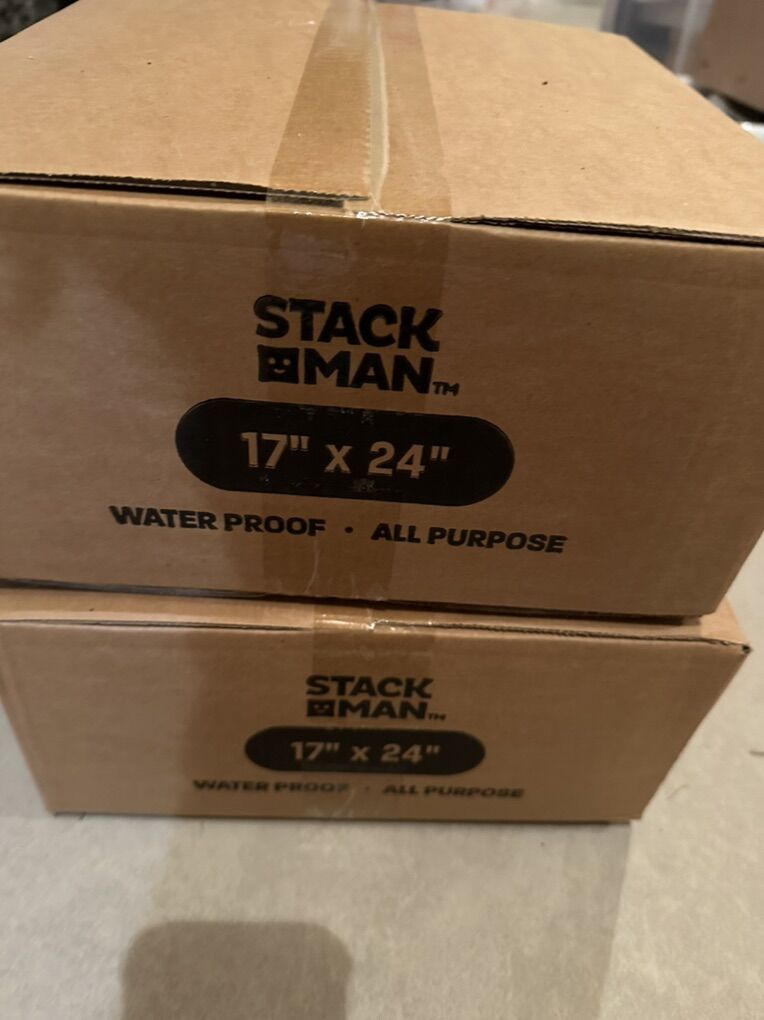 STACK
MAN™
17" x 24"
WATER PROOF • ALL PURPOSE
STACK
MAN™
17" x 24"
WATER PROOF • ALL PURPOSE